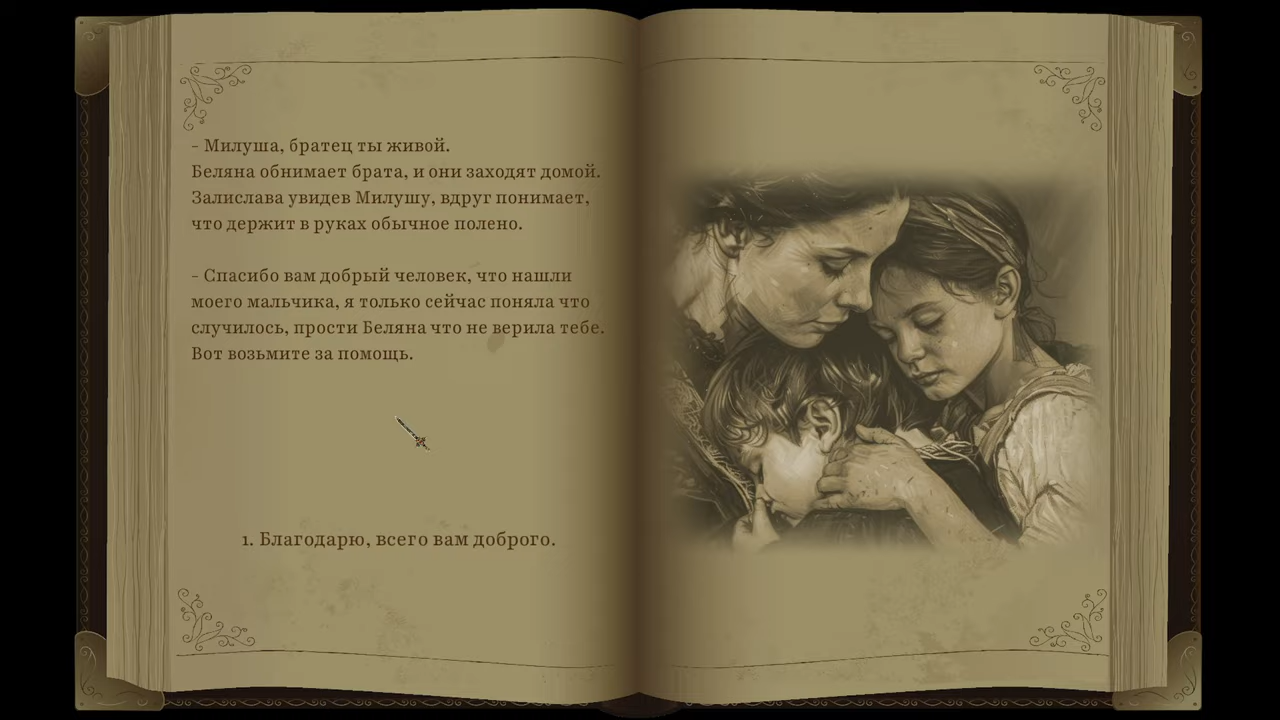 - Милуша, братец ты живой.
Беляна обнимает брата, и они заходят домой.
Залислава увидев Милушу, вдруг понимает,
что держит в руках обычное полено.
- Спасибо вам добрый человек, что нашли
моего мальчика, я только сейчас поняла что
случилось, прости Беляна что не верила тебе.
Вот возьмите за помощь.
1. Благодарю, всего вам доброго.